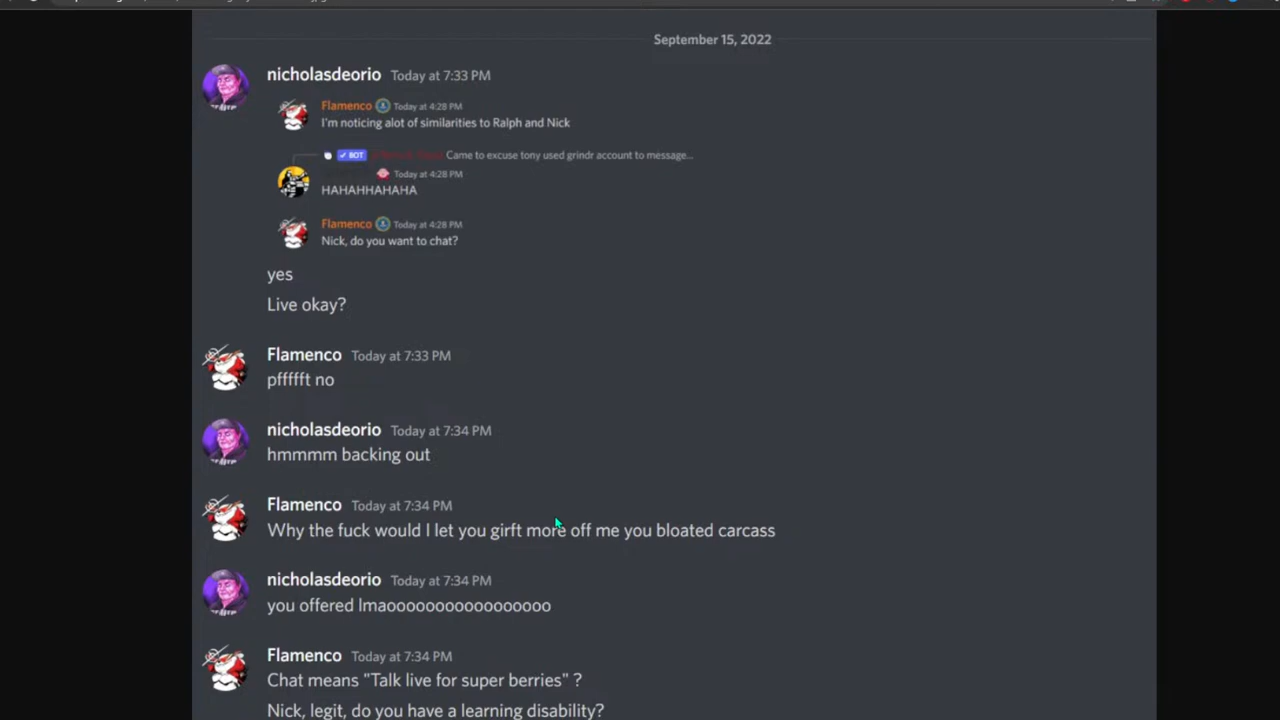 September 15, 2022
nicholasdeorio Today at 7:33 PM
Flamenco Today at 4:28 PM
I'm noticing alot of similarities to Ralph and Nick
BOT Came to excuse tony used grindr account to message...
Today at 4:28 PM
HAHAHHAHAHA
Flamenco Today at 4:28 PM
Nick, do you want to chat?
yes
Live okay?
Flamenco Today at 7:33 PM
pffffft no
nicholasdeorio Today at 7:34 PM
hmmmm backing out
Flamenco Today at 7:34 PM
Why the fuck would I let you girft more off me you bloated carcass
nicholasdeorio Today at 7:34 PM
you offered lmaooooooooooooooooo
Flamenco Today at 7:34 PM
Chat means "Talk live for super berries" ?
Nick, legit, do you have a learning disability?